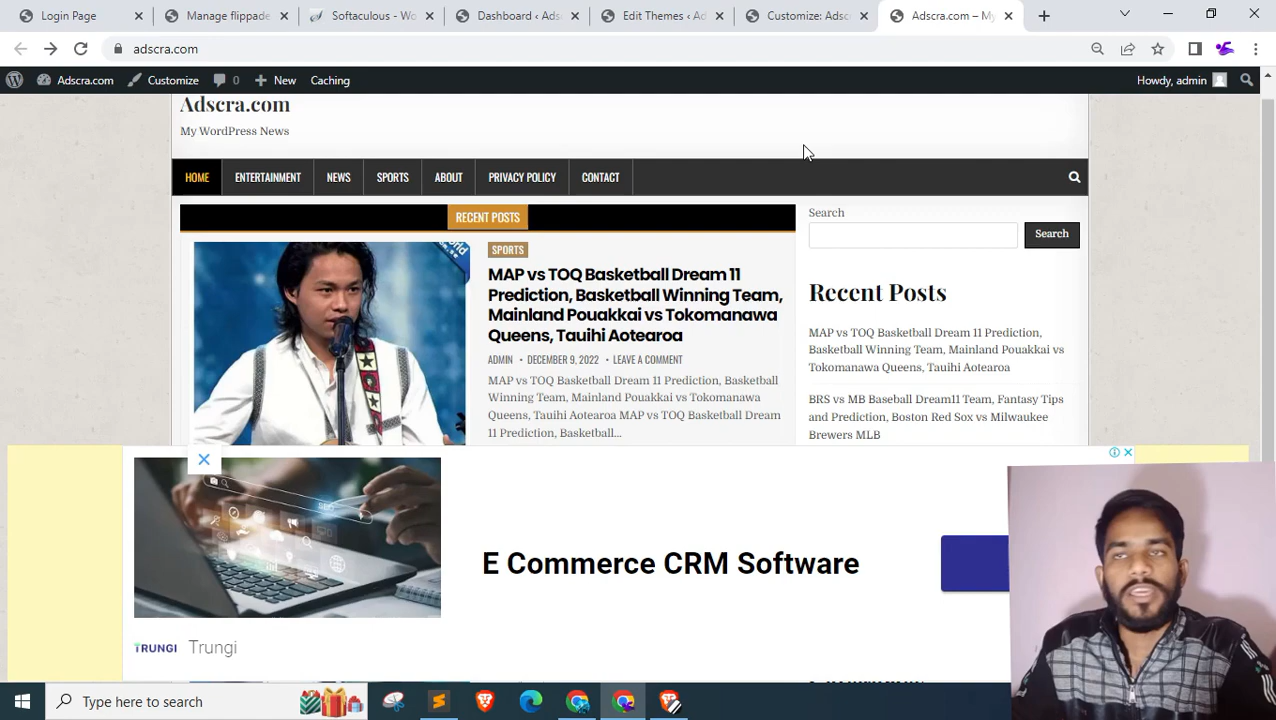 Login Page
Manage flippade
Softaculous - Wo
Dashboard ‹ Ads
Edit Themes ‹ Ad
Customize: Adsc
Adscra.com – My
adscra.com
Adscra.com
Customize
0
New
Caching
Howdy, admin
Adscra.com
My WordPress News
HOME
ENTERTAINMENT
NEWS
SPORTS
ABOUT
PRIVACY POLICY
CONTACT
RECENT POSTS
SPORTS
MAP vs TOQ Basketball Dream 11
Prediction, Basketball Winning Team,
Mainland Pouakkai vs Tokomanawa
Queens, Tauihi Aotearoa
ADMIN • DECEMBER 9, 2022 • LEAVE A COMMENT
MAP vs TOQ Basketball Dream 11 Prediction, Basketball
Winning Team, Mainland Pouakkai vs Tokomanawa
Queens, Tauihi Aotearoa MAP vs TOQ Basketball Dream
11 Prediction, Basketball...
Search
Search
Recent Posts
MAP vs TOQ Basketball Dream 11 Prediction,
Basketball Winning Team, Mainland Pouakkai vs
Tokomanawa Queens, Tauihi Aotearoa
BRS vs MB Baseball Dream11 Team, Fantasy Tips
and Prediction, Boston Red Sox vs Milwaukee
Brewers MLB
E Commerce CRM Software
TRUNGI
Trungi
Type here to search